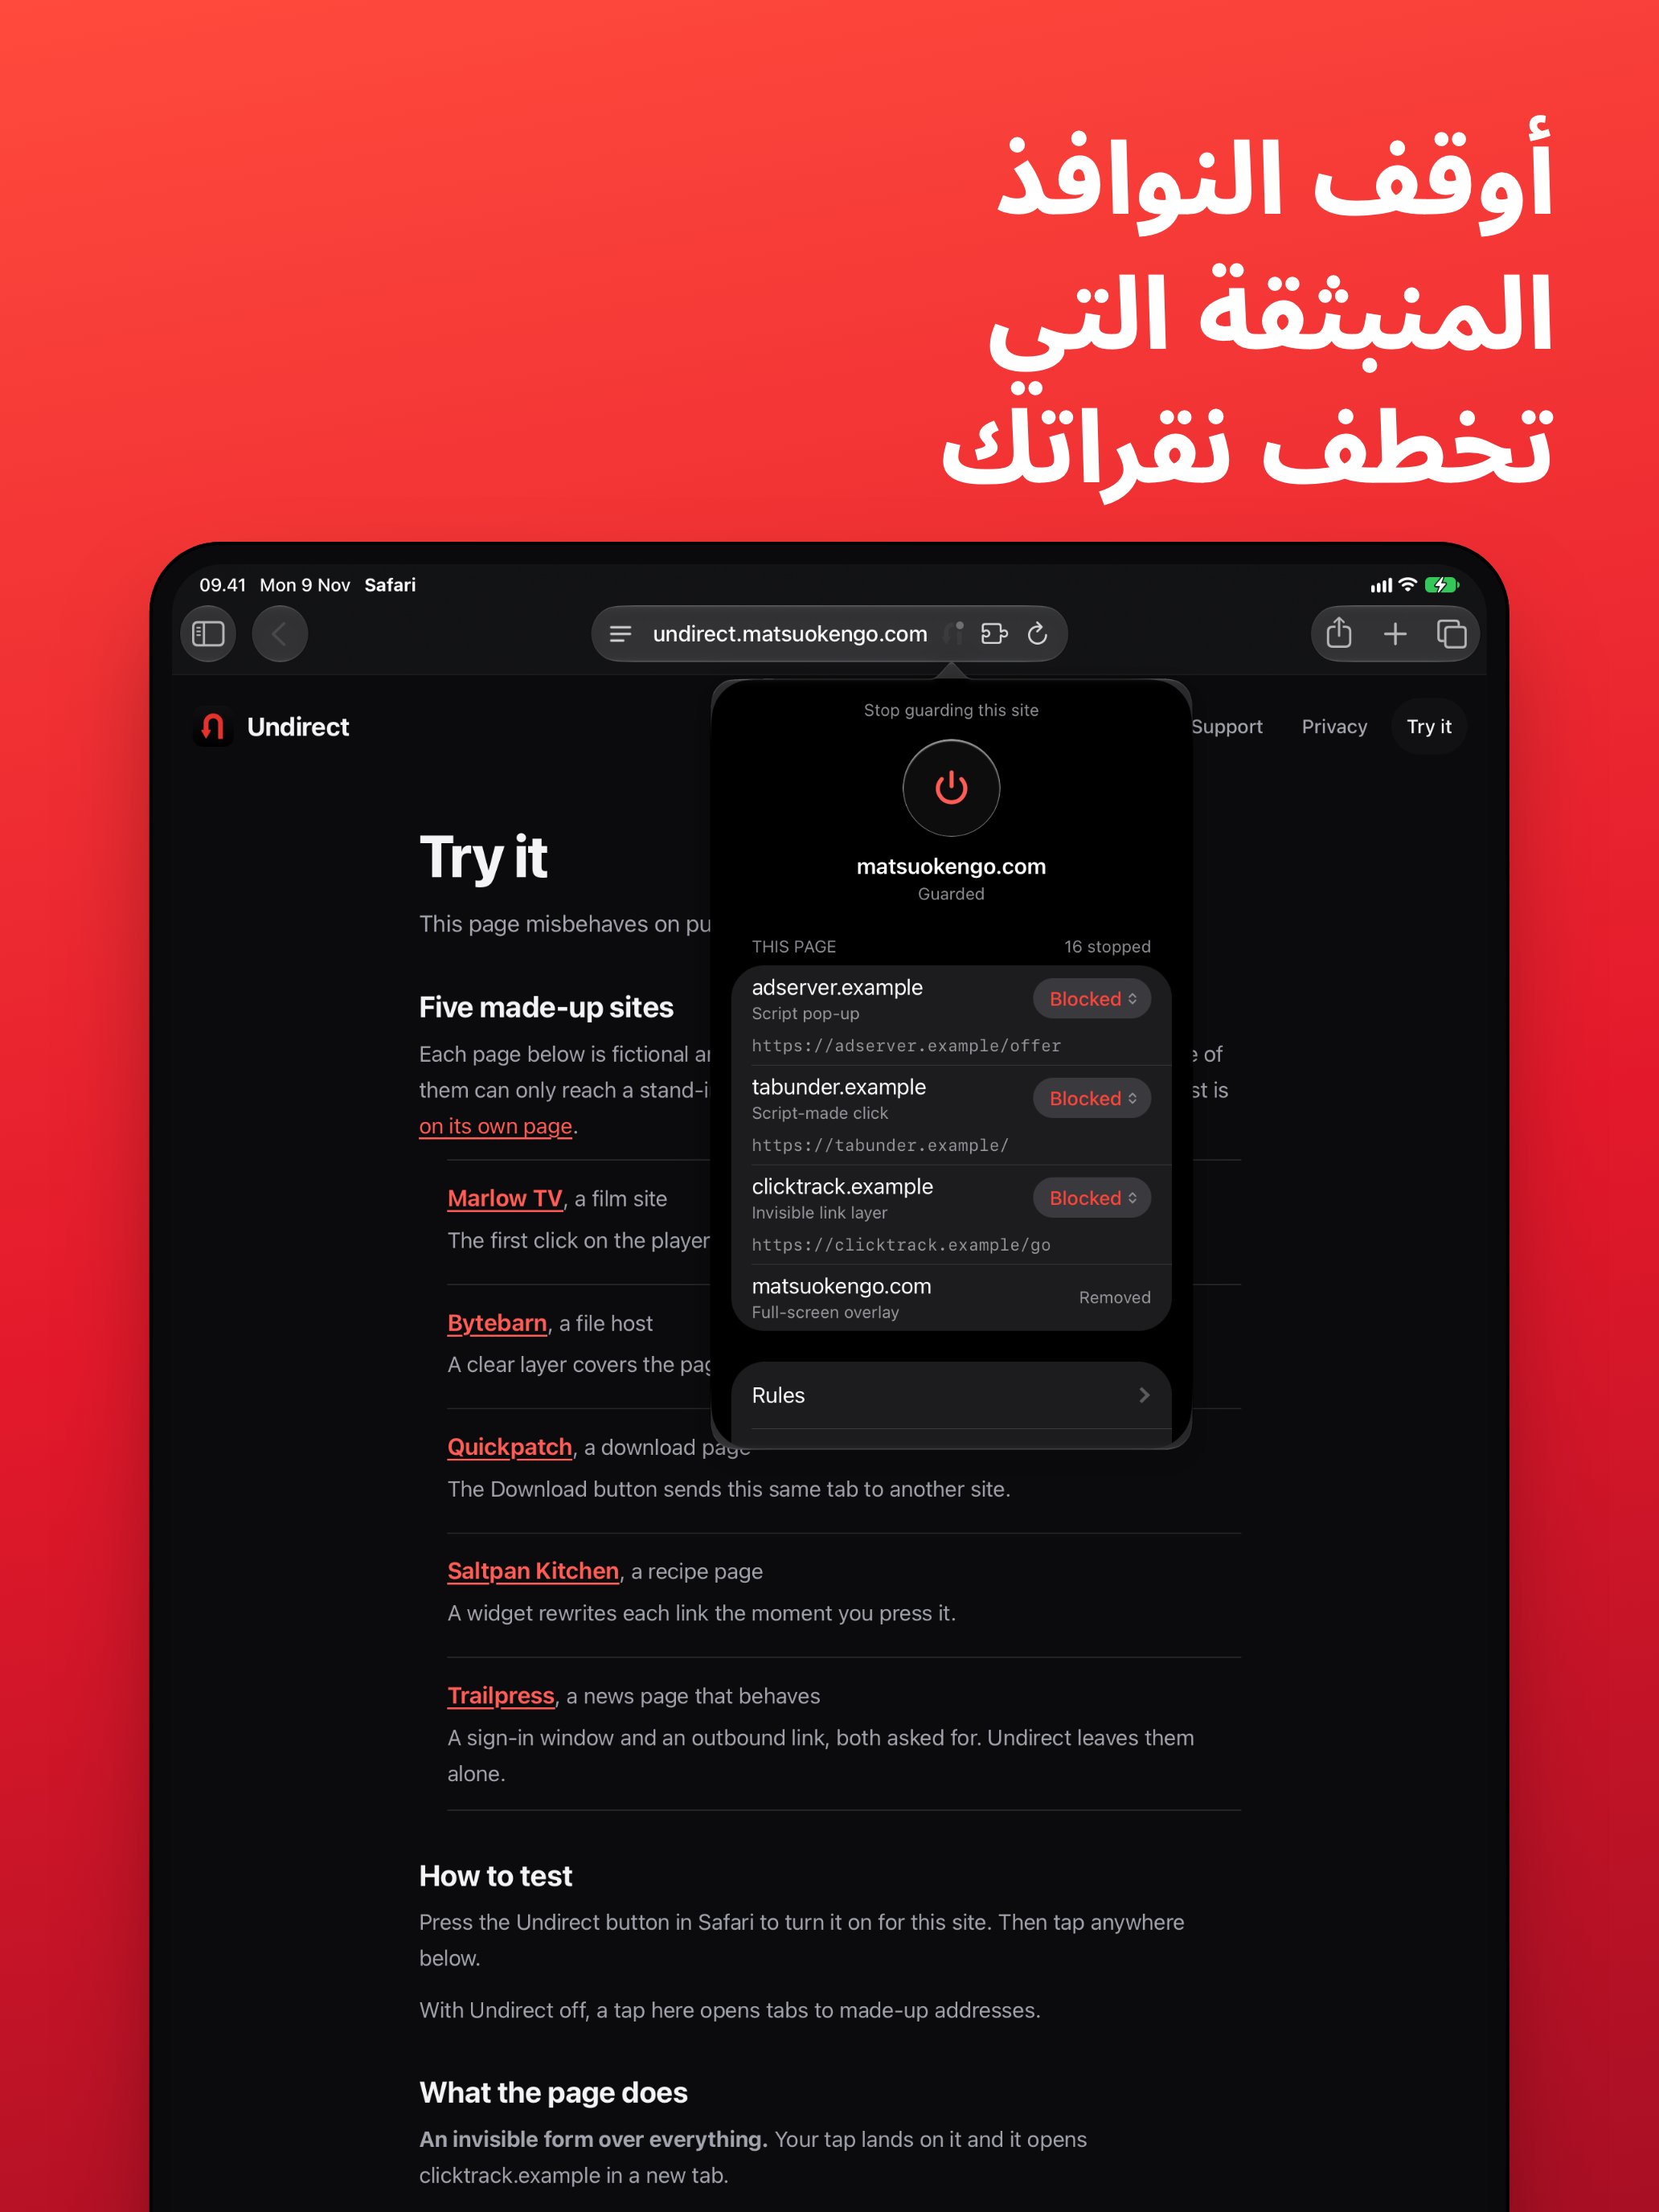 أوقف النوافذ
المنبثقة التي
تخطف نقراتك
09.41 Mon 9 Nov Safari
undirect.matsuokengo.com
Undirect
Support Privacy Try it
Stop guarding this site
matsuokengo.com
Guarded
THIS PAGE 16 stopped
adserver.example
Script pop-up
Blocked
https://adserver.example/offer
tabunder.example
Script-made click
Blocked
https://tabunder.example/
clicktrack.example
Invisible link layer
Blocked
https://clicktrack.example/go
matsuokengo.com
Full-screen overlay
Removed
Rules
Try it
This page misbehaves on
Five made-up sites
Each page below is fictional of
them can only reach a is
on its own page.
Marlow TV, a film site
The first click on the player
Bytebarn, a file host
A clear layer covers the
Quickpatch, a download page
The Download button sends this same tab to another site.
Saltpan Kitchen, a recipe page
A widget rewrites each link the moment you press it.
Trailpress, a news page that behaves
A sign-in window and an outbound link, both asked for. Undirect leaves them
alone.
How to test
Press the Undirect button in Safari to turn it on for this site. Then tap anywhere
below.
With Undirect off, a tap here opens tabs to made-up addresses.
What the page does
An invisible form over everything. Your tap lands on it and it opens
clicktrack.example in a new tab.